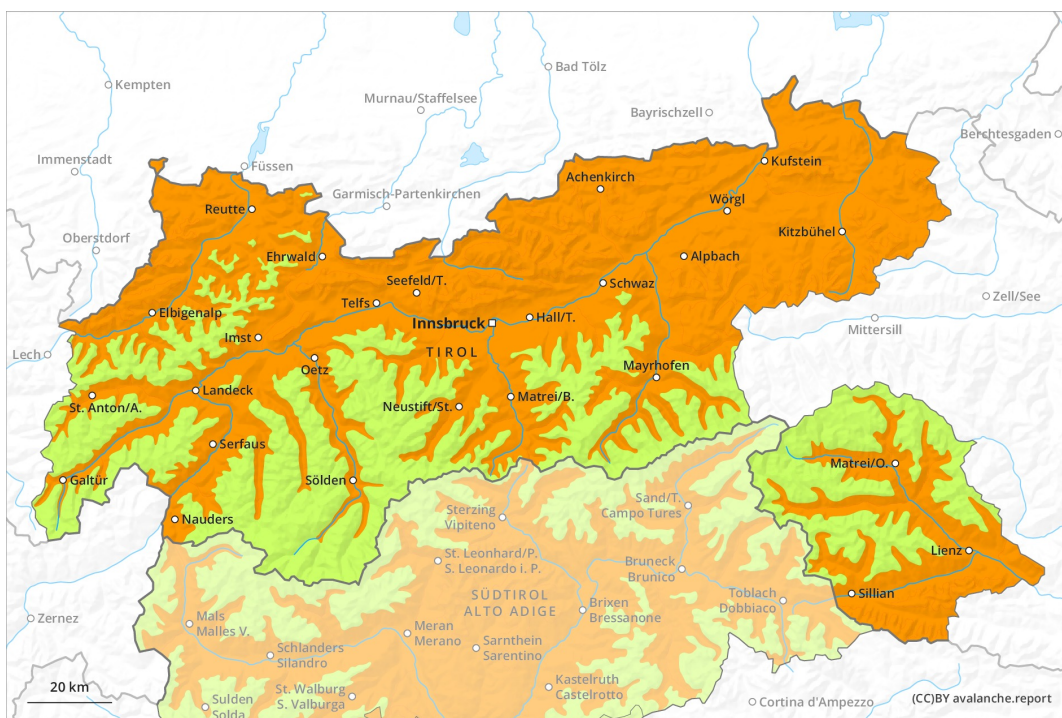 Kempten
Bad Tölz
Murnau/Staffelsee
Bayrischzell
Berchtesgaden
Immenstadt
Füssen
Kufstein
Achenkirch
Garmisch-Partenkirchen
Reutte
Wörgl
Oberstdorf
Kitzbühel
Ehrwald
Alpbach
Seefeld/T.
Schwaz
Zell/See
Telfs
Elbigenalp
Innsbruck
Hall/T.
Mittersill
Imst
Lech
TIROL
Oetz
Mayrhofen
Landeck
St. Anton/A.
Neustift/St.
Matrei/B.
Serfaus
Matrei/O.
Galtür
Sölden
Sand/T.
Campo Tures
Sterzing
Vipiteno
Nauders
Lienz
St. Leonhard/P.
S. Leonardo i. P.
Bruneck
Brunico
Sillian
SÜDTIROL
ALTO ADIGE
Toblach
Dobbiaco
Brixen
Bressanone
Zernez
Mals
Malles V.
Meran
Merano
Sarnthein
Sarentino
Schlanders
Silandro
Kastelruth
Castelrotto
20 km
St. Walburg
S. Valburga
Sulden
Solda
Cortina d'Ampezzo
(CC)BY avalanche.report